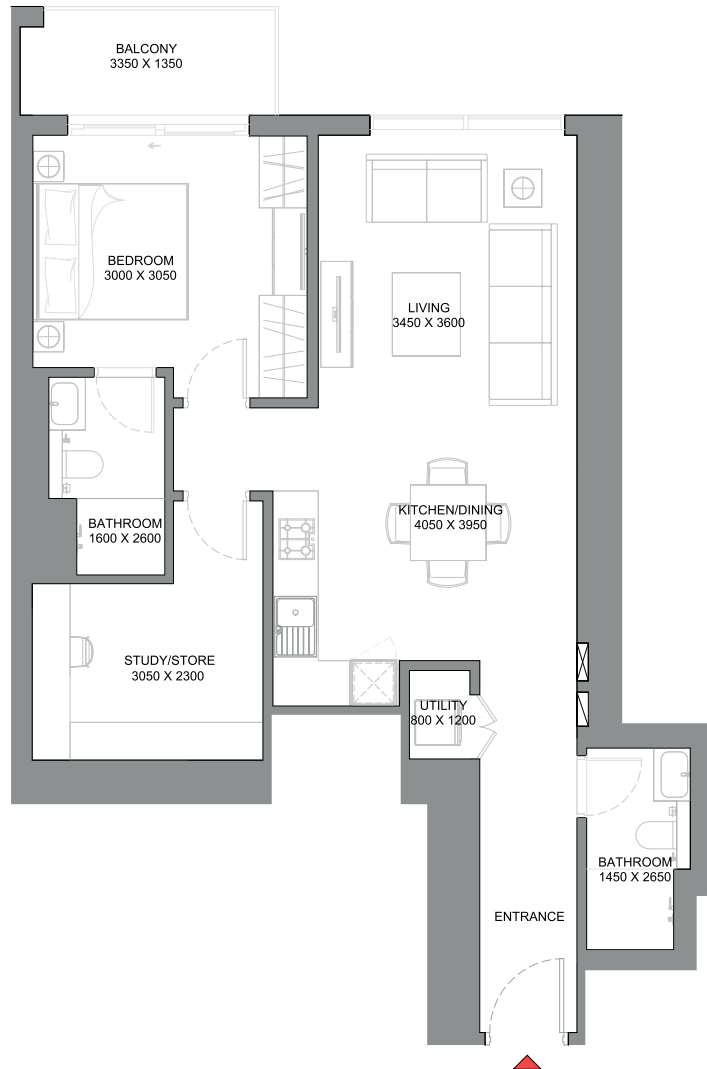 BALCONY
3350 X 1350
BEDROOM
3000 X 3050
LIVING
3450 X 3600
KITCHEN/DINING
4050 X 3950
BATHROOM
1600 X 2600
STUDY/STORE
3050 X 2300
UTILITY
800 X 1200
BATHROOM
1450 X 2650
ENTRANCE